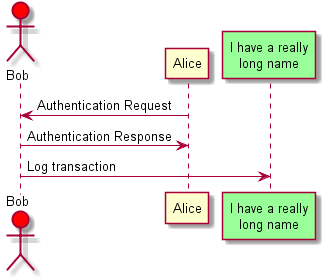 Bob
Alice
I have a really
long name
Authentication Request
Authentication Response
Log transaction
Bob
Alice
I have a really
long name